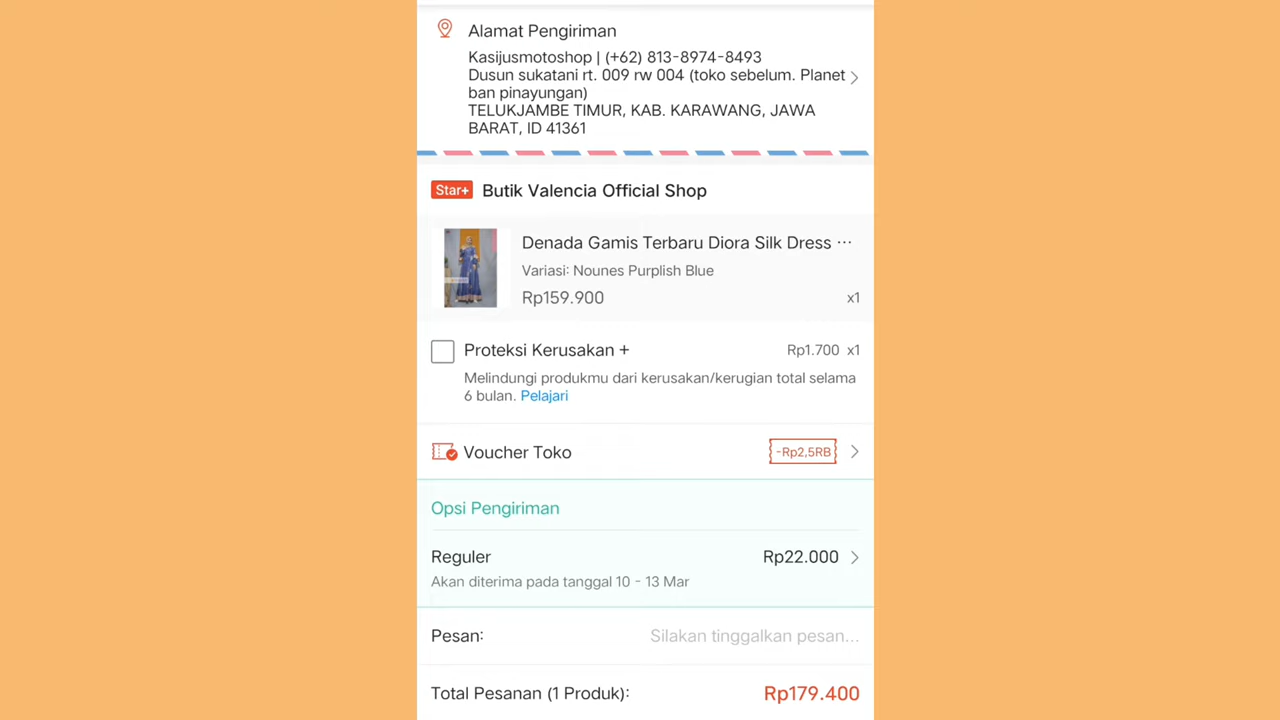 Alamat Pengiriman
Kasijusmotoshop | (+62) 813-8974-8493
Dusun sukatani rt. 009 rw 004 (toko sebelum. Planet
ban pinayungan)
TELUKJAMBE TIMUR, KAB. KARAWANG, JAWA
BARAT, ID 41361
Star+ Butik Valencia Official Shop
Denada Gamis Terbaru Diora Silk Dress ...
Variasi: Nounes Purplish Blue
Rp159.900 x1
Proteksi Kerusakan + Rp1.700 x1
Melindungi produkmu dari kerusakan/kerugian total selama
6 bulan. Pelajari
Voucher Toko -Rp2,5RB
Opsi Pengiriman
Reguler Rp22.000
Akan diterima pada tanggal 10 - 13 Mar
Pesan: Silakan tinggalkan pesan...
Total Pesanan (1 Produk): Rp179.400